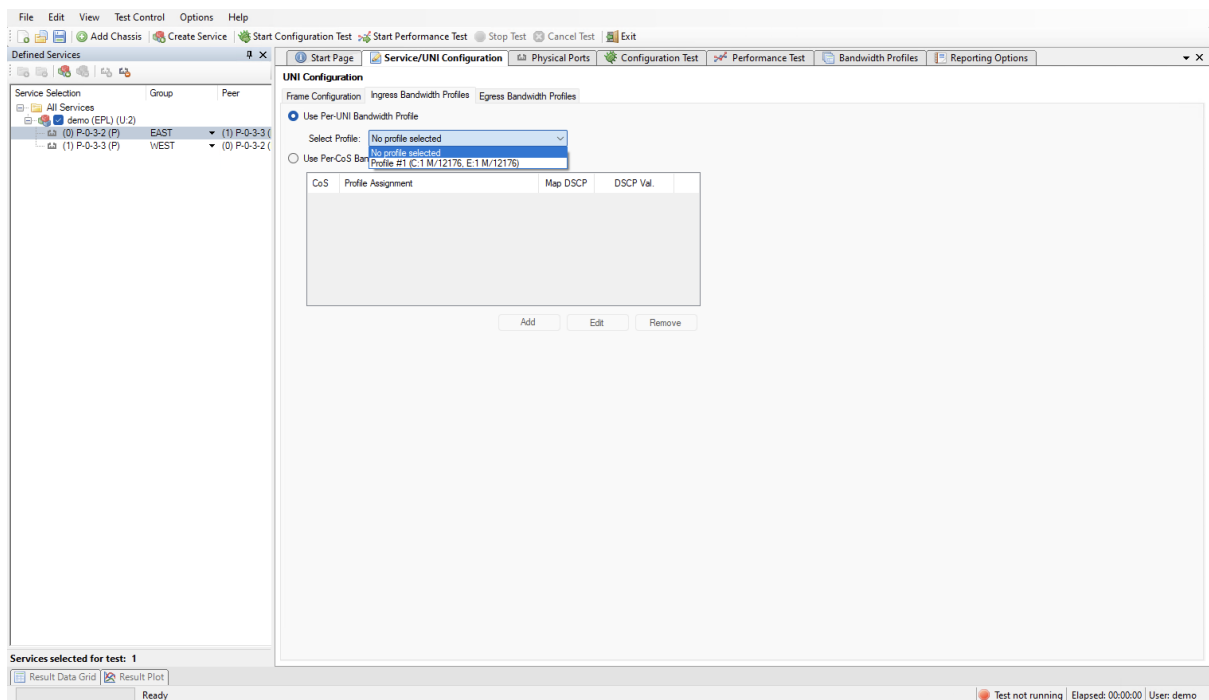 File Edit View Test Control Options Help
Add Chassis Create Service Start Configuration Test Start Performance Test Stop Test Cancel Test Exit
Defined Services
Start Page Service/UNI Configuration Physical Ports Configuration Test Performance Test Bandwidth Profiles Reporting Options
UNI Configuration
Service Selection Group Peer
Frame Configuration Ingress Bandwidth Profiles Egress Bandwidth Profiles
All Services
Use Per-UNI Bandwidth Profile
demo (EPL) (U:2)
(0) P-0-3-2 (P) EAST (1) P-0-3-3 (
Select Profile: No profile selected
(1) P-0-3-3 (P) WEST (0) P-0-3-2 (
No profile selected
Use Per-CoS Ban
Profile #1 (C:1 M/12176, E:1 M/12176)
CoS Profile Assignment Map DSCP DSCP Val.
Add Edit Remove
Services selected for test: 1
Result Data Grid Result Plot
Ready Test not running Elapsed: 00:00:00 User: demo